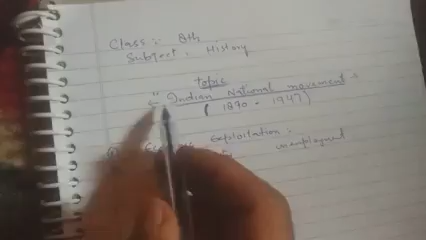 Class: 8th
Subject: History
topic
" Indian National movement :
( 1870 - 1947)
Exploitation :
unemployed